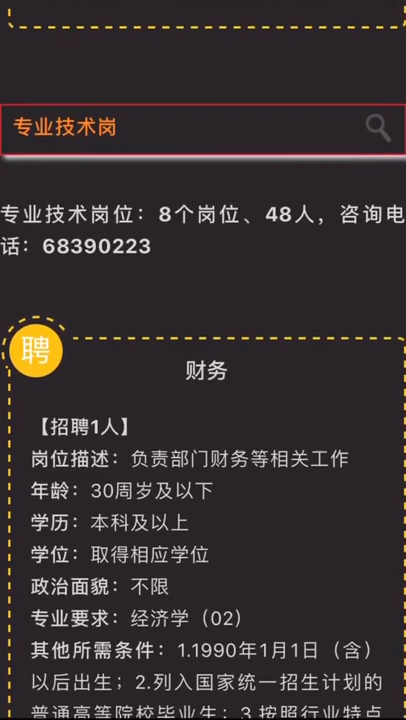 专业技术岗
专业技术岗位：8个岗位、48人，咨询电
话：68390223
聘
财务
【招聘1人】
岗位描述：负责部门财务等相关工作
年龄：30周岁及以下
学历：本科及以上
学位：取得相应学位
政治面貌：不限
专业要求：经济学（02）
其他所需条件：1.1990年1月1日（含）
以后出生；2.列入国家统一招生计划的
普通高等院校毕业生；3.按照行业特点